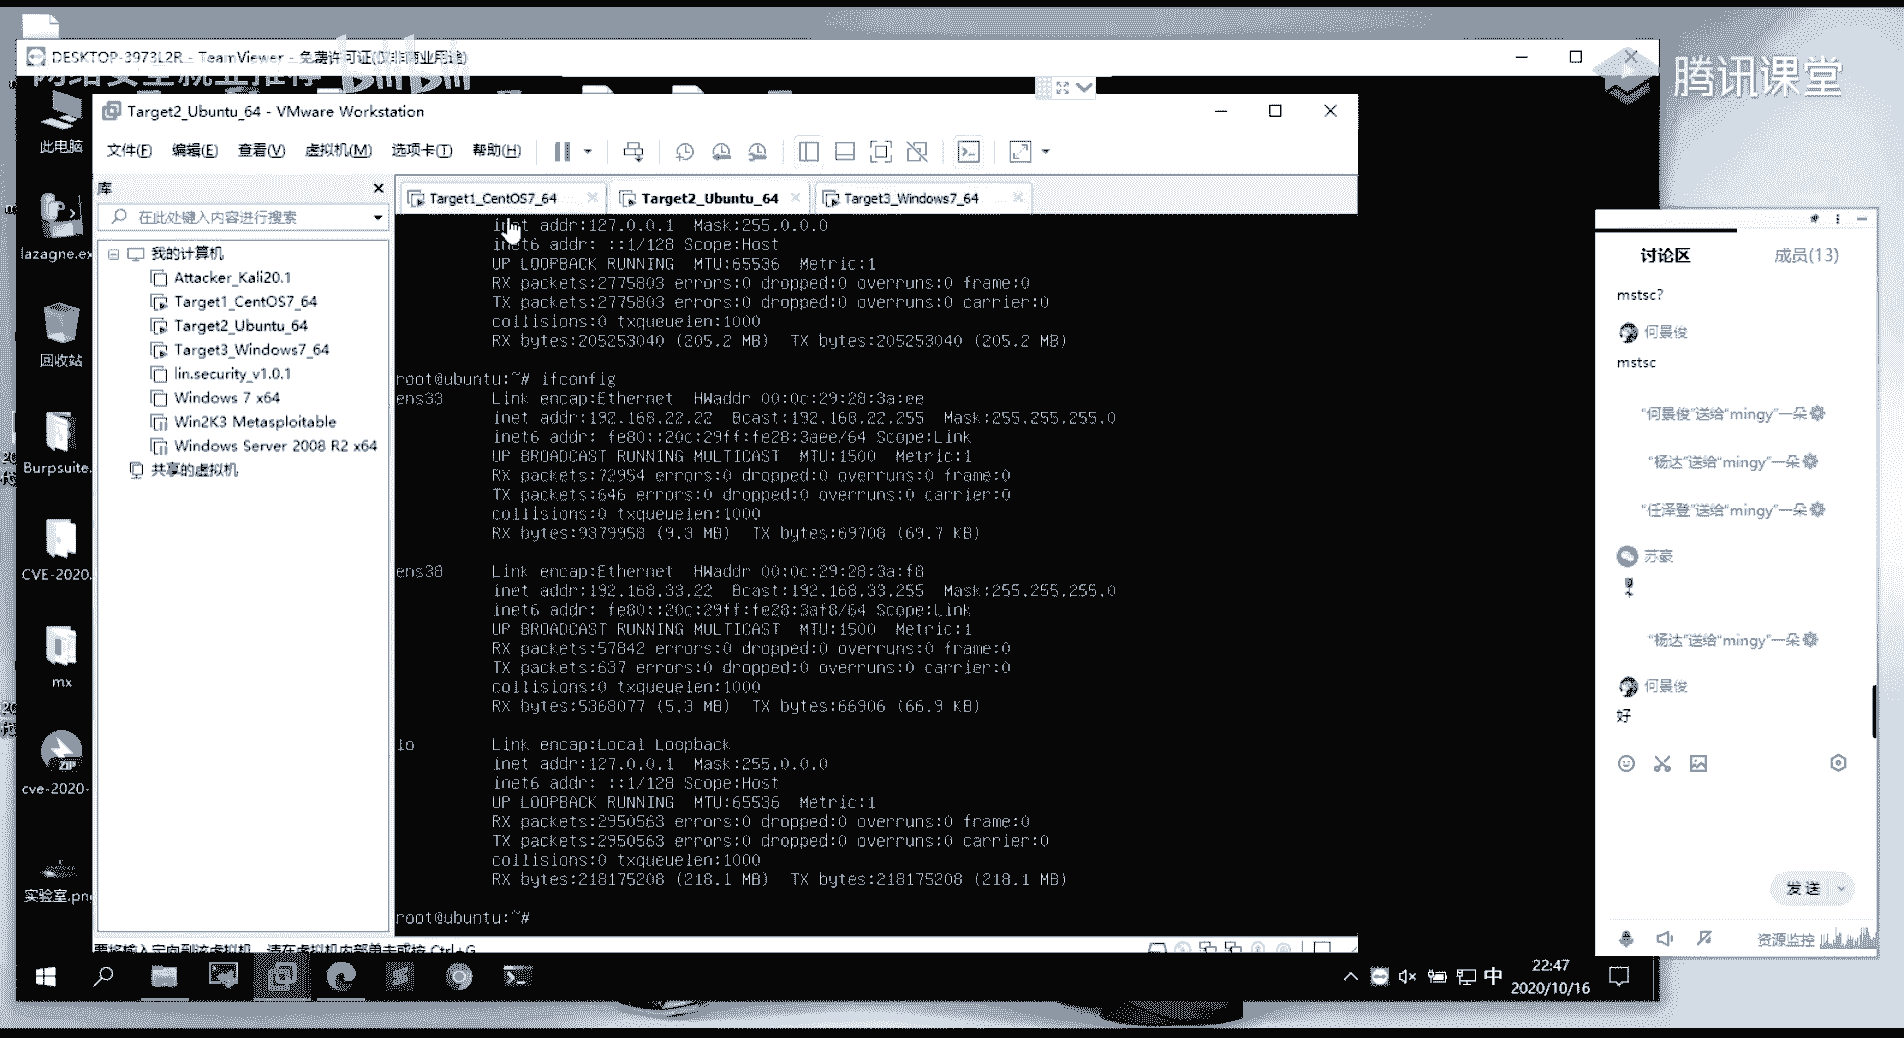 DESKTOP-3973L2R - TeamViewer - 免费许可证(仅非商业用途)
网络安全就业推荐
bilibili
腾讯课堂
Target2_Ubuntu_64 - VMware Workstation
文件(F) 编辑(E) 查看(V) 虚拟机(M) 选项卡(T) 帮助(H)
库
在此处键入内容进行搜索
我的计算机
Attacker_Kali20.1
Target1_CentOS7_64
Target2_Ubuntu_64
Target3_Windows7_64
lin.security_v1.0.1
Windows 7 x64
Win2K3 Metasploitable
Windows Server 2008 R2 x64
共享的虚拟机
此电脑
lazagne.ex
回收站
Burpsuite.
CVE-2020.
mx
cve-2020-
实验室.png
Target1_CentOS7_64 Target2_Ubuntu_64 Target3_Windows7_64
inet addr:127.0.0.1 Mask:255.0.0.0
inet6 addr: ::1/128 Scope:Host
UP LOOPBACK RUNNING MTU:65536 Metric:1
RX packets:2775803 errors:0 dropped:0 overruns:0 frame:0
TX packets:2775803 errors:0 dropped:0 overruns:0 carrier:0
collisions:0 txqueuelen:1000
RX bytes:205253040 (205.2 MB) TX bytes:205253040 (205.2 MB)
root@ubuntu:~# ifconfig
ens33 Link encap:Ethernet HWaddr 00:0c:29:28:3a:ee
inet addr:192.168.22.22 Bcast:192.168.22.255 Mask:255.255.255.0
inet6 addr: fe80::20c:29ff:fe28:3aee/64 Scope:Link
UP BROADCAST RUNNING MULTICAST MTU:1500 Metric:1
RX packets:72954 errors:0 dropped:0 overruns:0 frame:0
TX packets:646 errors:0 dropped:0 overruns:0 carrier:0
collisions:0 txqueuelen:1000
RX bytes:9379958 (9.3 MB) TX bytes:69708 (69.7 KB)
ens38 Link encap:Ethernet HWaddr 00:0c:29:28:3a:f8
inet addr:192.168.33.22 Bcast:192.168.33.255 Mask:255.255.255.0
inet6 addr: fe80::20c:29ff:fe28:3af8/64 Scope:Link
UP BROADCAST RUNNING MULTICAST MTU:1500 Metric:1
RX packets:57842 errors:0 dropped:0 overruns:0 frame:0
TX packets:637 errors:0 dropped:0 overruns:0 carrier:0
collisions:0 txqueuelen:1000
RX bytes:5368077 (5.3 MB) TX bytes:66906 (66.9 KB)
lo Link encap:Local Loopback
inet addr:127.0.0.1 Mask:255.0.0.0
inet6 addr: ::1/128 Scope:Host
UP LOOPBACK RUNNING MTU:65536 Metric:1
RX packets:2950563 errors:0 dropped:0 overruns:0 frame:0
TX packets:2950563 errors:0 dropped:0 overruns:0 carrier:0
collisions:0 txqueuelen:1000
RX bytes:218175208 (218.1 MB) TX bytes:218175208 (218.1 MB)
root@ubuntu:~#
要将输入定向到该虚拟机，请在虚拟机内部单击或按 Ctrl+G
中
22:47
2020/10/16
讨论区 成员(13)
mstsc?
何景俊
mstsc
“何景俊”送给“mingy”一朵
“杨达”送给“mingy”一朵
“任泽登”送给“mingy”一朵
苏豪
“杨达”送给“mingy”一朵
何景俊
好
发送
资源监控